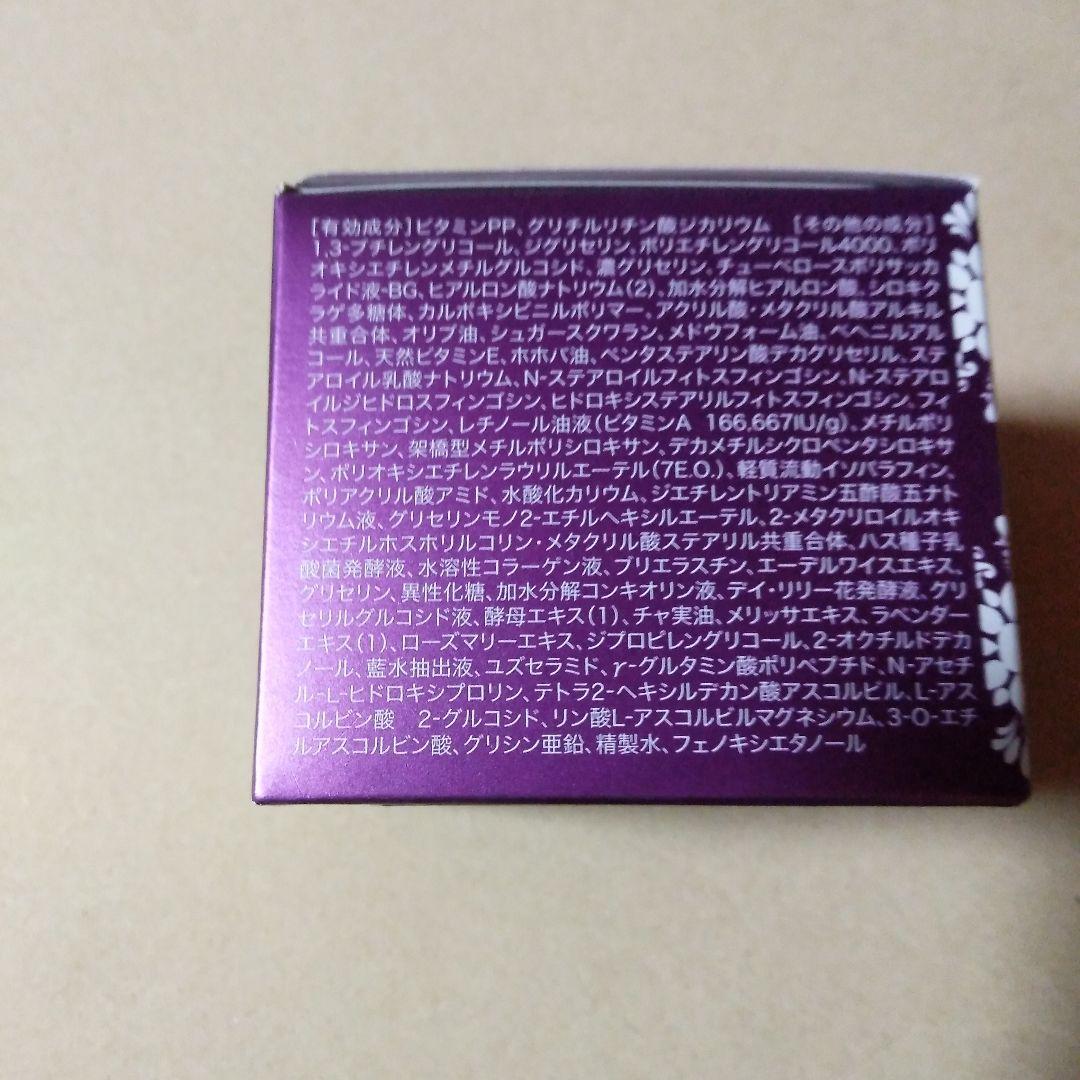 [有効成分]ビタミンPP、グリチルリチン酸ジカリウム　[その他の成分]
1,3-ブチレングリコール、ジグリセリン、ポリエチレングリコール4000、ポリ
オキシエチレンメチルグルコシド、濃グリセリン、チューベロースポリサッカ
ライド液-BG、ヒアルロン酸ナトリウム(2)、加水分解ヒアルロン酸、シロキク
ラゲ多糖体、カルボキシビニルポリマー、アクリル酸・メタクリル酸アルキル
共重合体、オリブ油、シュガースクワラン、メドウフォーム油、ベヘニルアル
コール、天然ビタミンE、ホホバ油、ペンタステアリン酸デカグリセリル、ステ
アロイル乳酸ナトリウム、N-ステアロイルフィトスフィンゴシン、N-ステアロ
イルジヒドロスフィンゴシン、ヒドロキシステアリルフィトスフィンゴシン、フィ
トスフィンゴシン、レチノール油液(ビタミンA　166,667IU/g)、メチルポリ
シロキサン、架橋型メチルポリシロキサン、デカメチルシクロペンタシロキサ
ン、ポリオキシエチレンラウリルエーテル(7E.O.)、軽質流動イソパラフィン、
ポリアクリル酸アミド、水酸化カリウム、ジエチレントリアミン五酢酸五ナト
リウム液、グリセリンモノ2-エチルヘキシルエーテル、2-メタクリロイルオキ
シエチルホスホリルコリン・メタクリル酸ステアリル共重合体、ハス種子乳
酸菌発酵液、水溶性コラーゲン液、プリエラスチン、エーデルワイスエキス、
グリセリン、異性化糖、加水分解コンキオリン液、デイ・リリー花発酵液、グリ
セリルグルコシド液、酵母エキス(1)、チャ実油、メリッサエキス、ラベンダー
エキス(1)、ローズマリーエキス、ジプロピレングリコール、2-オクチルドデカ
ノール、藍水抽出液、ユズセラミド、γ-グルタミン酸ポリペプチド、N-アセチ
ル-L-ヒドロキシプロリン、テトラ2-ヘキシルデカン酸アスコルビル、L-アス
コルビン酸　2-グルコシド、リン酸L-アスコルビルマグネシウム、3-O-エチ
ルアスコルビン酸、グリシン亜鉛、精製水、フェノキシエタノール